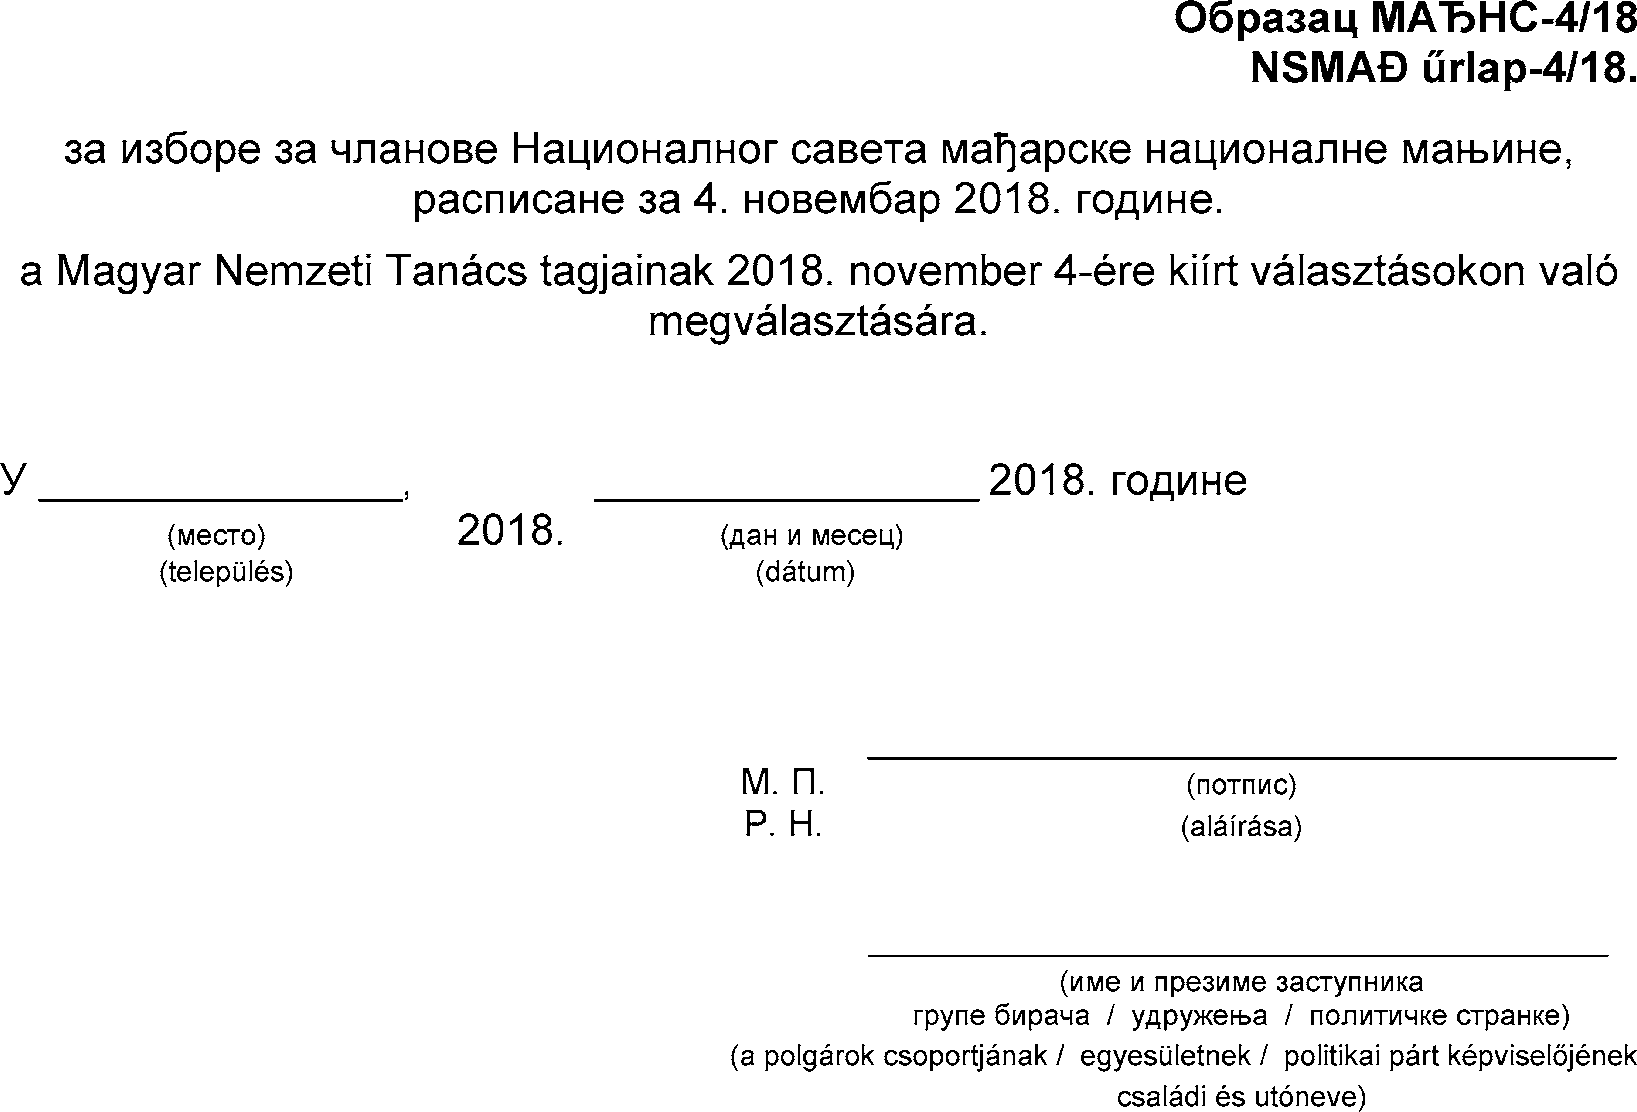 Образац МАЂНС-4/18
NSMAĐ űrlap-4/18.
за изборе за чланове Националног савета мађарске националне мањине,
расписане за 4. новембар 2018. године.
a Magyar Nemzeti Tanács tagjainak 2018. november 4-ére kiírt választásokon való
megválasztására.
У _________________, __________________ 2018. године
(место) 2018. (дан и месец)
(település) (dátum)
М. П. (потпис)
Р. Н. (aláírása)
(име и презиме заступника
групе бирача / удружења / политичке странке)
(a polgárok csoportjának / egyesületnek / politikai párt képviselőjének
családi és utóneve)